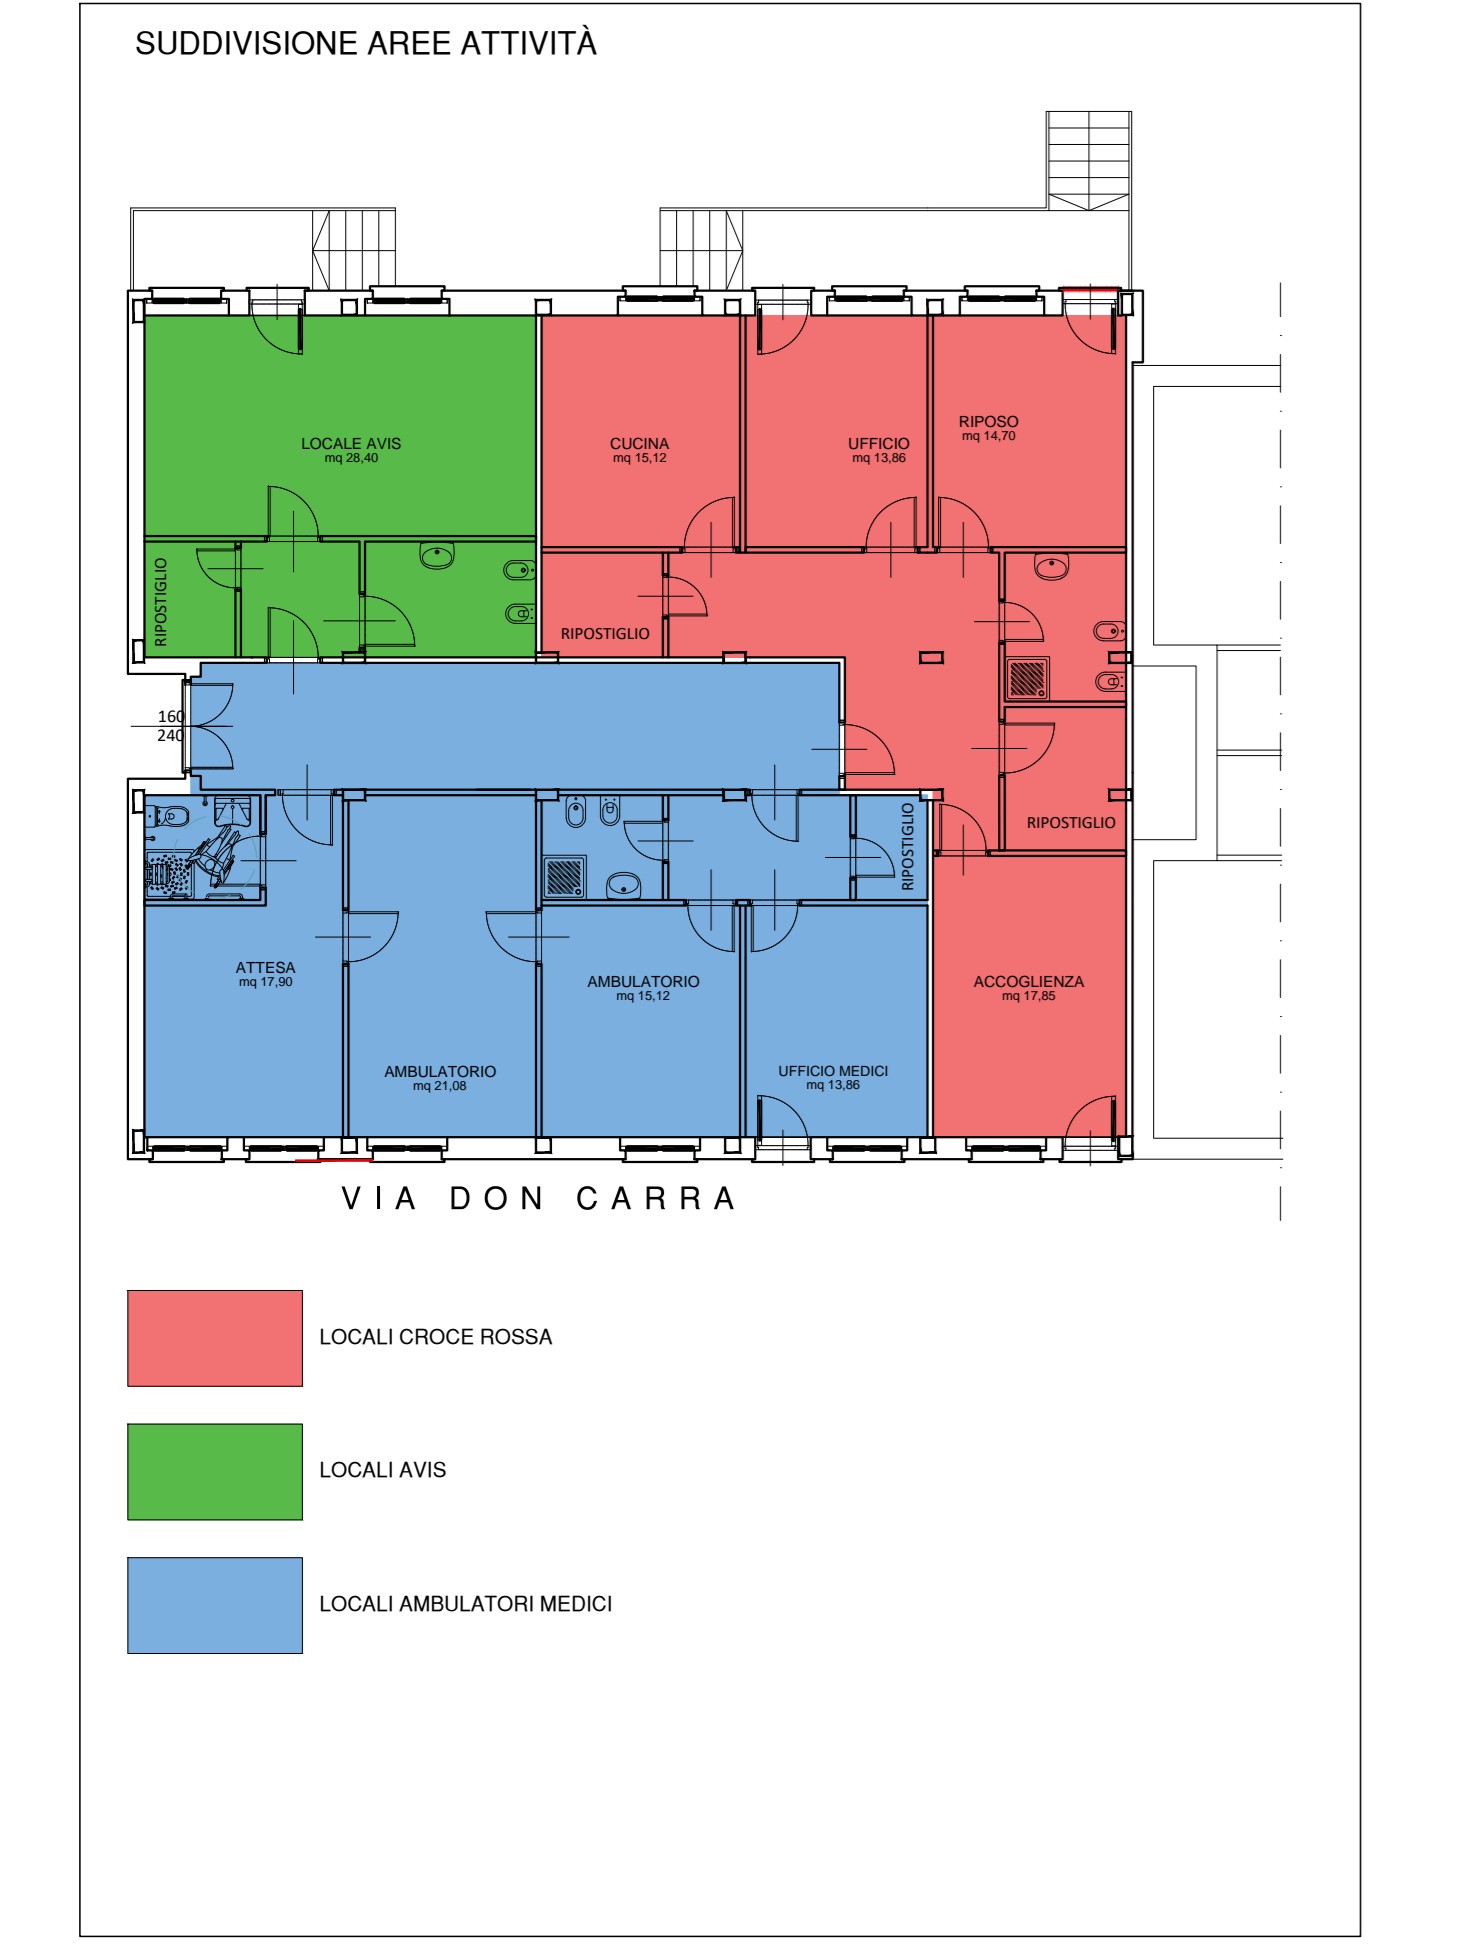 SUDDIVISIONE AREE ATTIVITÀ
LOCALE AVIS
mq 28,40
CUCINA
mq 15,12
UFFICIO
mq 13,86
RIPOSO
mq 14,70
RIPOSTIGLIO
RIPOSTIGLIO
160
240
RIPOSTIGLIO
RIPOSTIGLIO
ATTESA
mq 17,90
AMBULATORIO
mq 21,08
AMBULATORIO
mq 15,12
UFFICIO MEDICI
mq 13,86
ACCOGLIENZA
mq 17,85
VIA DON CARRA
LOCALI CROCE ROSSA
LOCALI AVIS
LOCALI AMBULATORI MEDICI